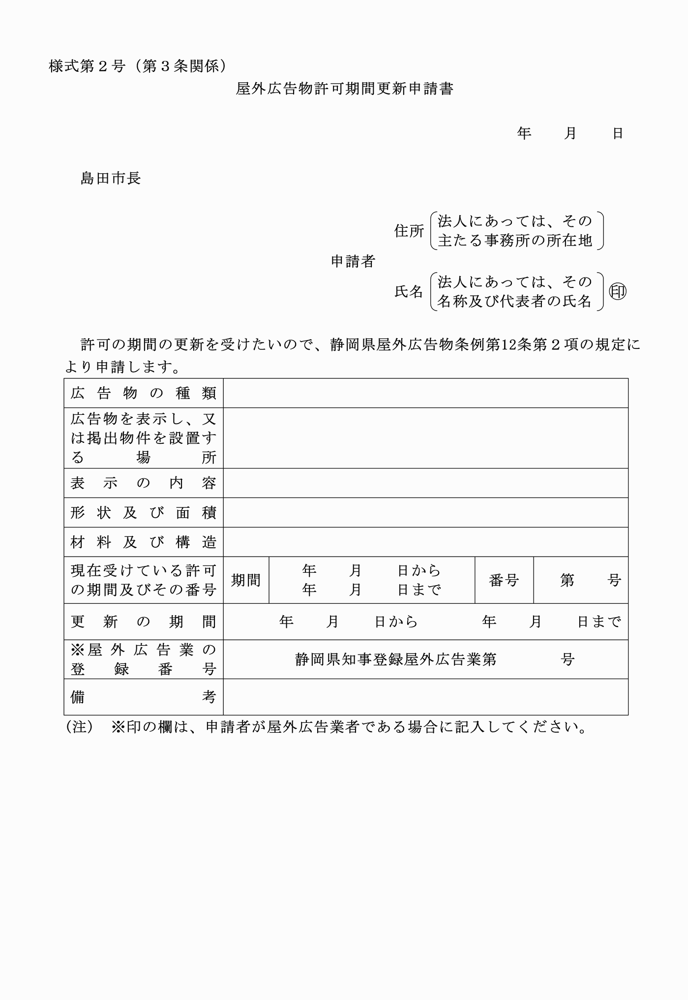 様式第２号（第３条関係）
屋外広告物許可期間更新申請書
年　　月　　日
島田市長
申請者
住所　法人にあっては、その
主たる事務所の所在地
氏名　法人にあっては、その
名称及び代表者の氏名　㊞
許可の期間の更新を受けたいので、静岡県屋外広告物条例第12条第２項の規定に
より申請します。
広告物の種類
広告物を表示し、又
は掲出物件を設置す
る場所
表示の内容
形状及び面積
材料及び構造
現在受けている許可
の期間及びその番号
期間
年　　月　　日から
年　　月　　日まで
番号
第　　号
更新の期間
年　　月　　日から　　　　年　　月　　日まで
※屋外広告業の
登録番号
静岡県知事登録屋外広告業第　　　　号
備考
（注）　※印の欄は、申請者が屋外広告業者である場合に記入してください。